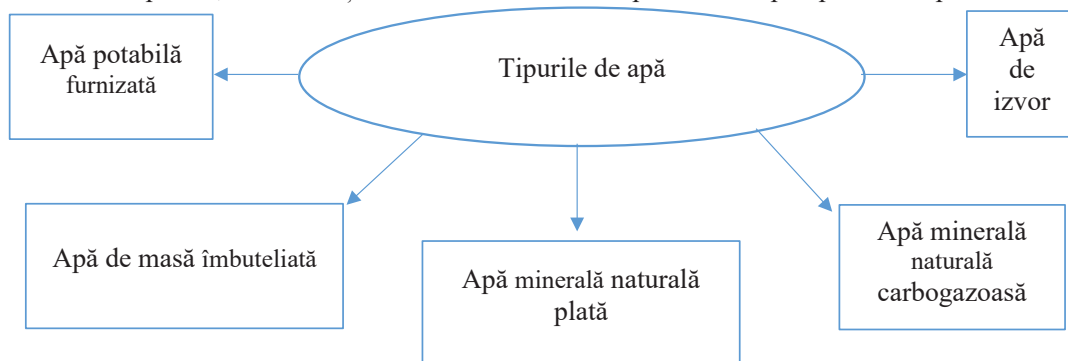 Apă potabilă
furnizată
Tipurile de apă
Apă
de
izvor
Apă de masă îmbuteliată
Apă minerală naturală
plată
Apă minerală
naturală
carbogazoasă